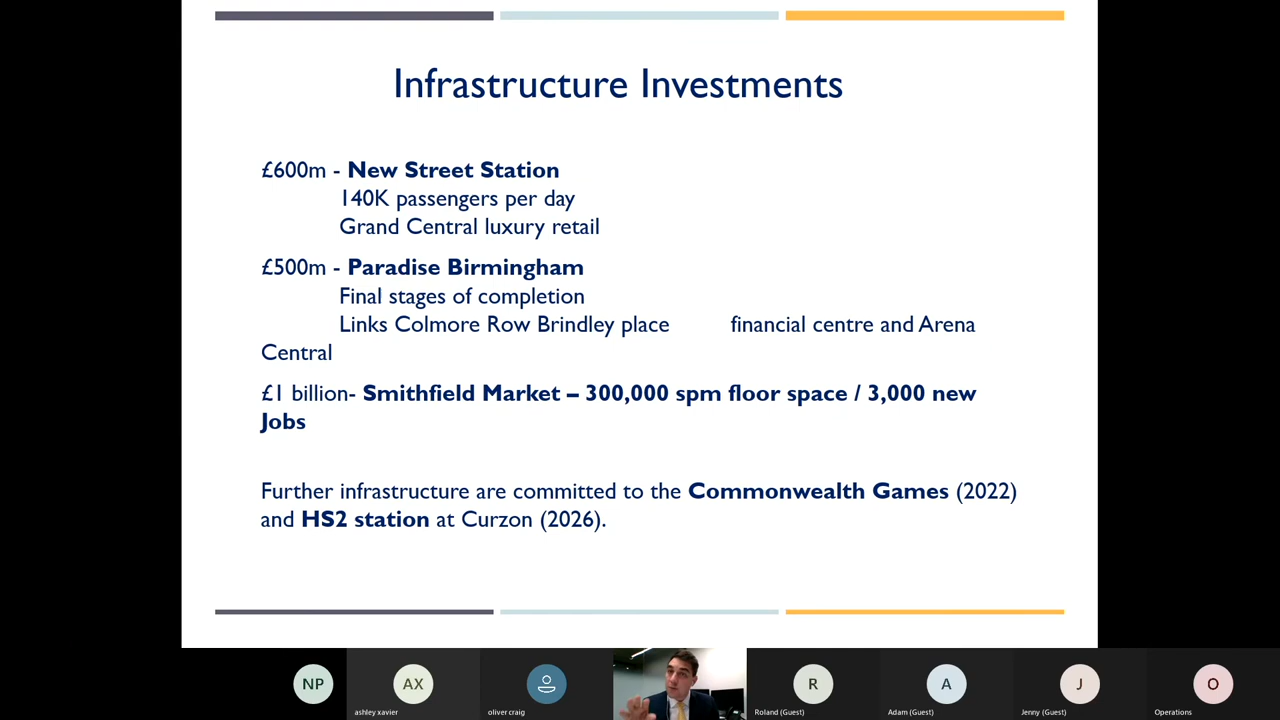 Infrastructure Investments
£600m - New Street Station
140K passengers per day
Grand Central luxury retail
£500m - Paradise Birmingham
Final stages of completion
Links Colmore Row Brindley place financial centre and Arena
Central
£1 billion- Smithfield Market – 300,000 spm floor space / 3,000 new
Jobs
Further infrastructure are committed to the Commonwealth Games (2022)
and HS2 station at Curzon (2026).
NP AX R A J O
ashley xavier oliver craig Roland (Guest) Adam (Guest) Jenny (Guest) Operations